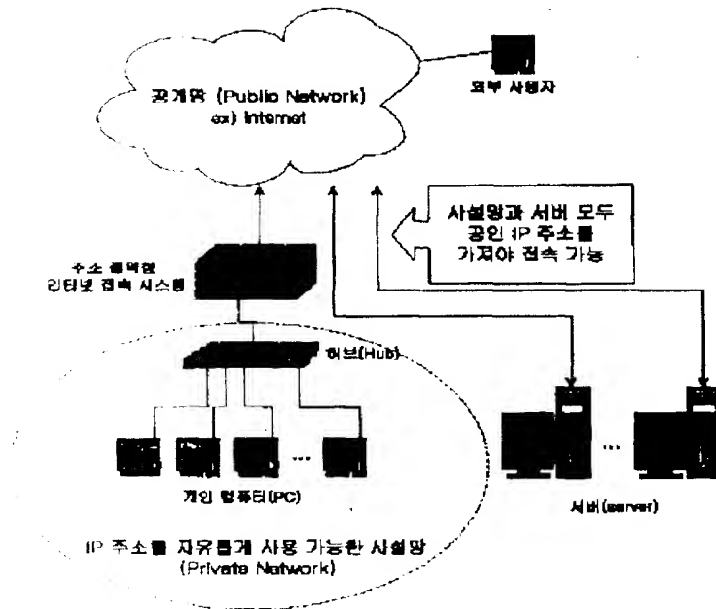 공개망 (Public Network)
ex) Internet
외부 사용자
사설망과 서버 모두
공인 IP 주소를
가져야 접속 가능
주소
인터넷 접속 시스템
허브(Hub)
...
...
개인 컴퓨터(PC)
서버(server)
IP 주소를 자유롭게 사용 가능한 사설망
(Private Network)